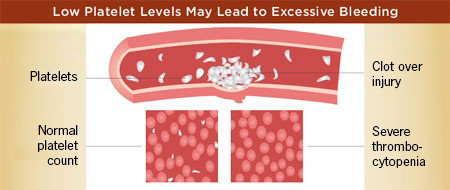 Low Platelet Levels May Lead to Excessive Bleeding
Platelets
Clot over
injury
Normal
platelet
count
Severe
thrombo-
cytopenia